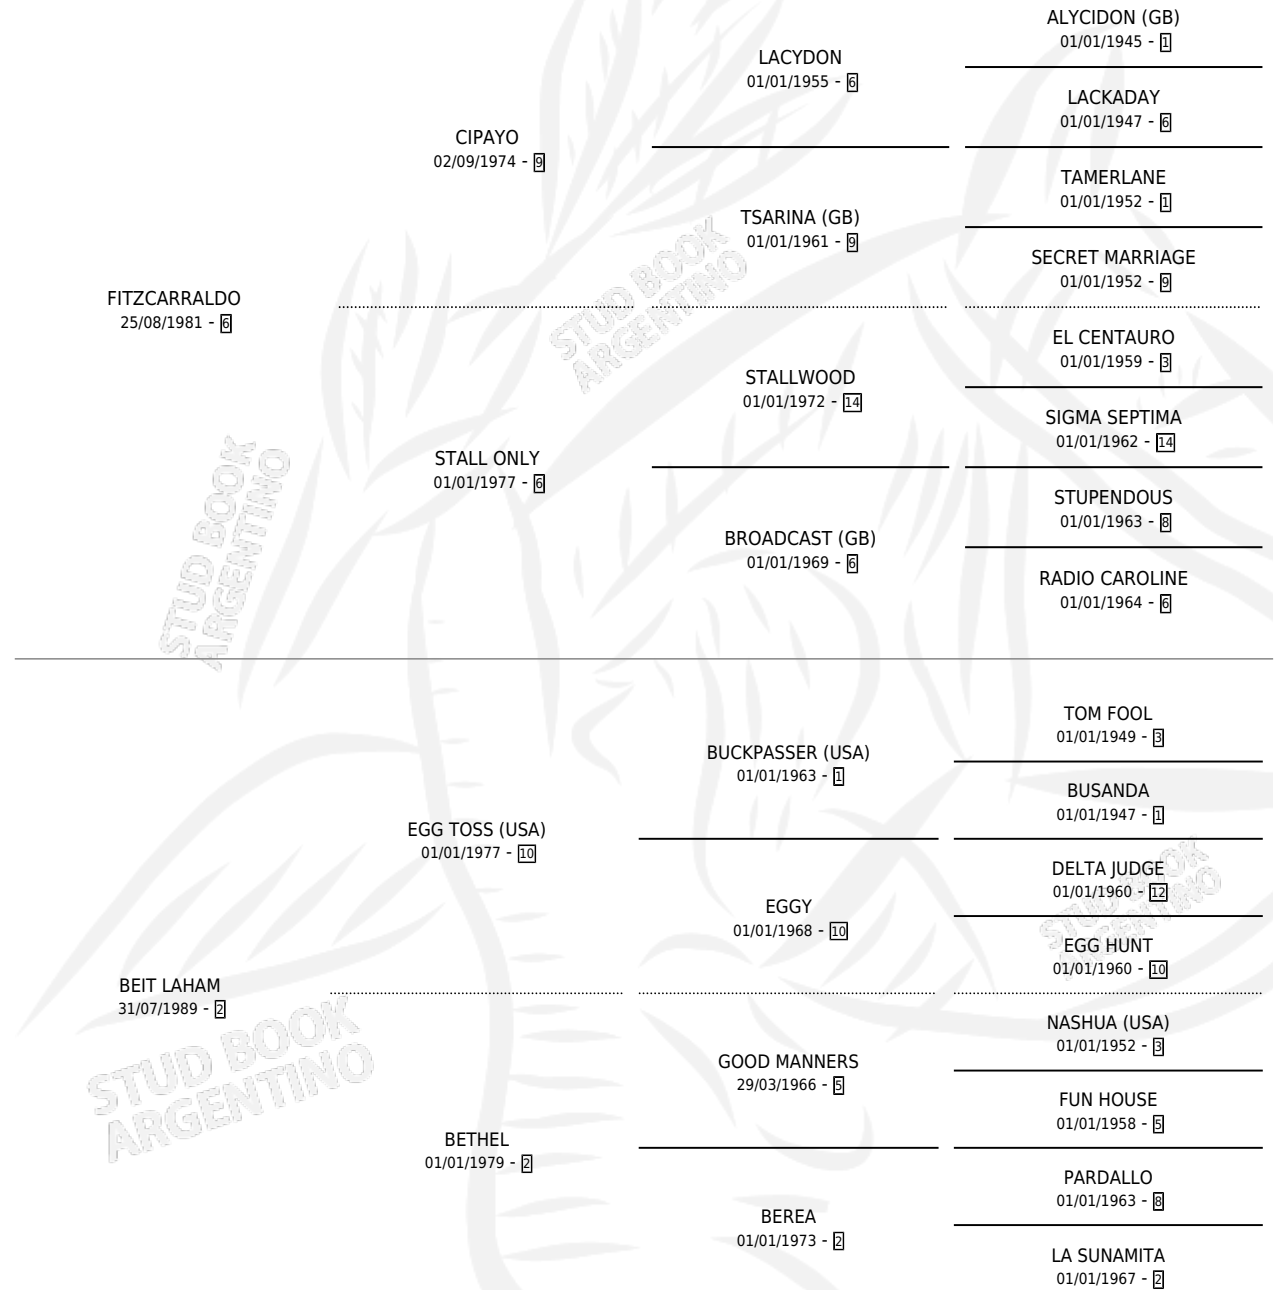 ALYCIDON (GB)
01/01/1945 - 1
LACYDON
01/01/1955 - 6
LACKADAY
01/01/1947 - 6
CIPAYO
02/09/1974 - 9
TAMERLANE
01/01/1952 - 1
TSARINA (GB)
01/01/1961 - 9
SECRET MARRIAGE
01/01/1952 - 9
FITZCARRALDO
25/08/1981 - 6
EL CENTAURO
01/01/1959 - 3
STALLWOOD
01/01/1972 - 14
SIGMA SEPTIMA
01/01/1962 - 14
STALL ONLY
01/01/1977 - 6
STUPENDOUS
01/01/1963 - 8
BROADCAST (GB)
01/01/1969 - 6
RADIO CAROLINE
01/01/1964 - 6
STUD BOOK
ARGENTINO
STUD BOOK
ARGENTINO
TOM FOOL
01/01/1949 - 3
BUCKPASSER (USA)
01/01/1963 - 1
BUSANDA
01/01/1947 - 1
EGG TOSS (USA)
01/01/1977 - 10
DELTA JUDGE
01/01/1960 - 12
EGGY
01/01/1968 - 10
EGG HUNT
01/01/1960 - 10
BEIT LAHAM
31/07/1989 - 2
NASHUA (USA)
01/01/1952 - 3
GOOD MANNERS
29/03/1966 - 5
FUN HOUSE
01/01/1958 - 5
BETHEL
01/01/1979 - 2
PARDALLO
01/01/1963 - 8
BEREA
01/01/1973 - 2
LA SUNAMITA
01/01/1967 - 2
STUD BOOK
ARGENTINO
STUD BOOK
ARGENTINO